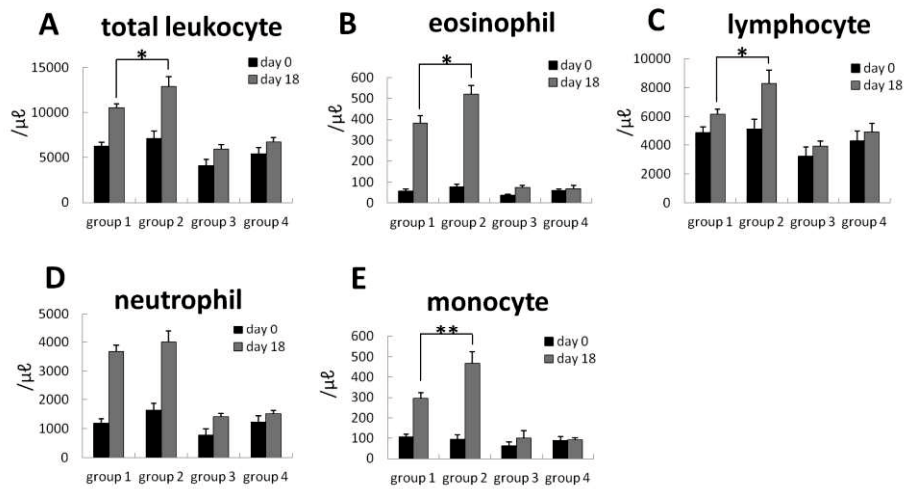 A total leukocyte
*
day 0
day 18
15000
10000
5000
0
/μℓ
group 1 group 2 group 3 group 4
B eosinophil
*
day 0
day 18
600
500
400
300
200
100
0
/μℓ
group 1 group 2 group 3 group 4
C lymphocyte
*
day 0
day 18
10000
8000
6000
4000
2000
0
/μℓ
group 1 group 2 group 3 group 4
D neutrophil
day 0
day 18
5000
4000
3000
2000
1000
0
/μℓ
group 1 group 2 group 3 group 4
E monocyte
**
day 0
day 18
600
500
400
300
200
100
0
/μℓ
group 1 group 2 group 3 group 4